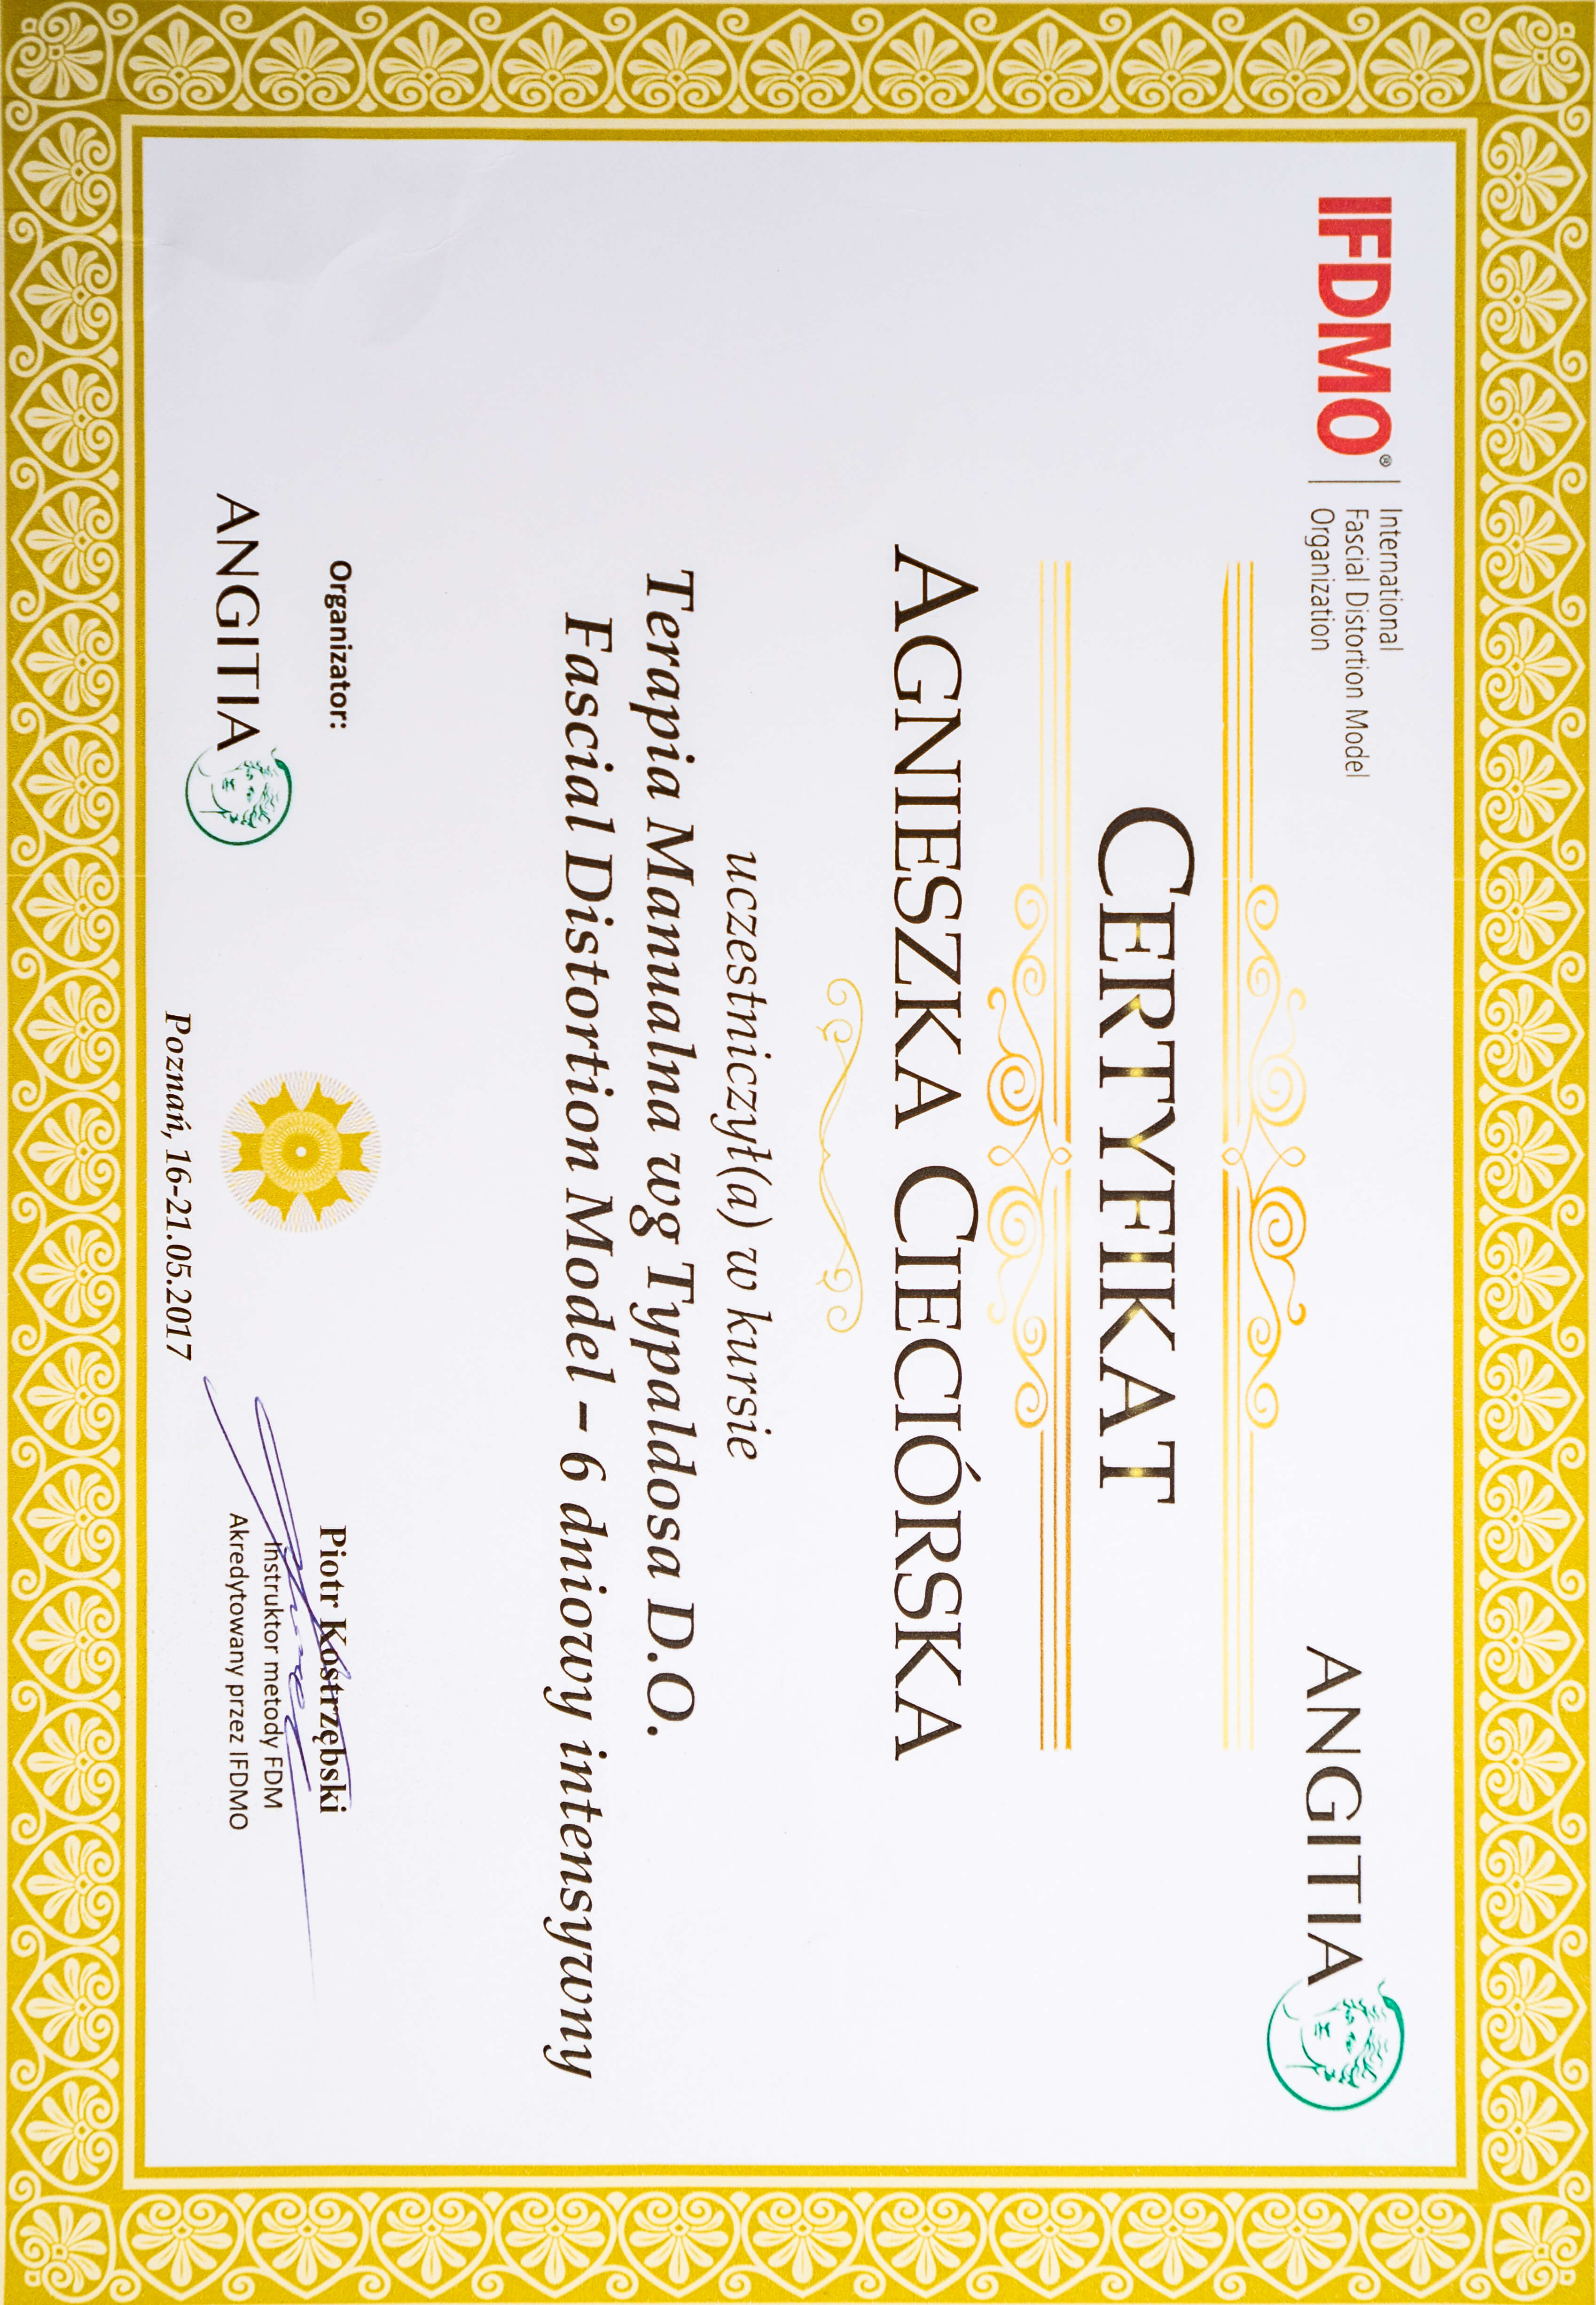 IFDMO®
International
Fascial Distortion Model
Organization
ANGITIA
CERTYFIKAT
AGNIESZKA CIECIÓRSKA
uczestniczył(a) w kursie
Terapia Manualna wg Typaldosa D.O.
Fascial Distortion Model – 6 dniowy intensywny
Organizator:
ANGITIA
Poznań, 16-21.05.2017
Piotr Kostrzębski
Instruktor metody FDM
Akredytowany przez IFDMO